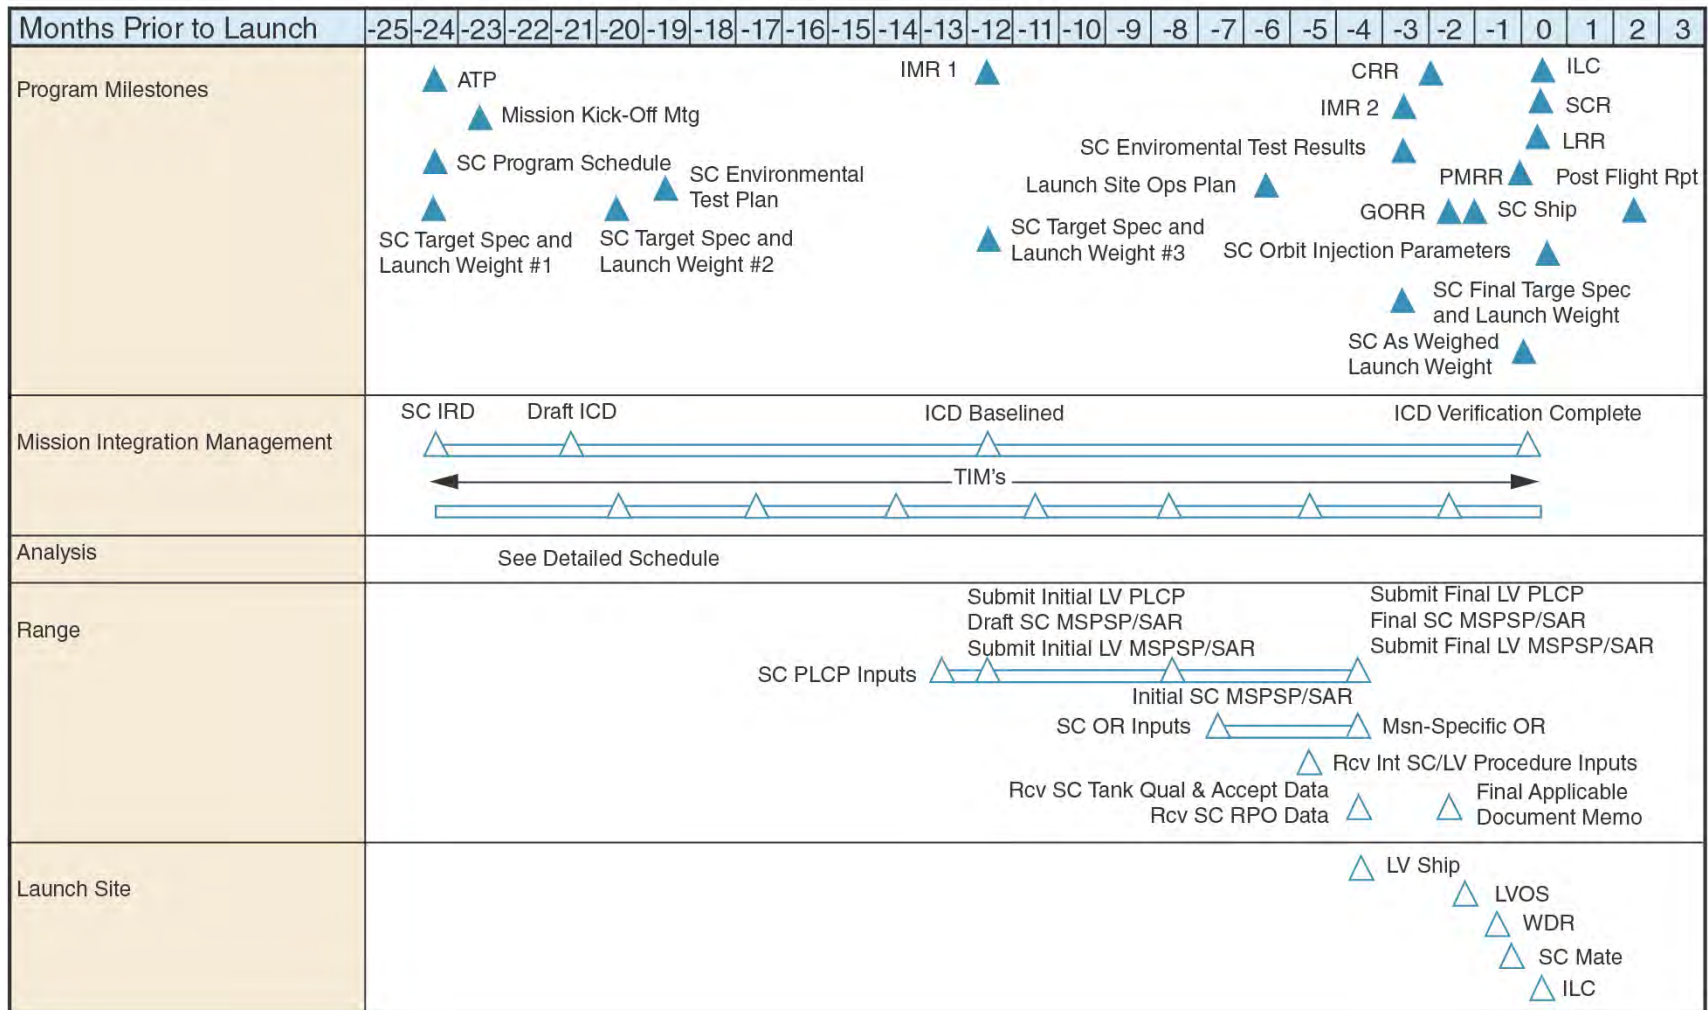 Months Prior to Launch -25 -24 -23 -22 -21 -20 -19 -18 -17 -16 -15 -14 -13 -12 -11 -10 -9 -8 -7 -6 -5 -4 -3 -2 -1 0 1 2 3
Program Milestones
ATP
Mission Kick-Off Mtg
SC Program Schedule
SC Environmental
Test Plan
SC Target Spec and
Launch Weight #1
SC Target Spec and
Launch Weight #2
IMR 1
SC Target Spec and
Launch Weight #3
CRR
IMR 2
SC Enviromental Test Results
Launch Site Ops Plan
ILC
SCR
LRR
PMRR
Post Flight Rpt
GORR
SC Ship
SC Orbit Injection Parameters
SC Final Targe Spec
and Launch Weight
SC As Weighed
Launch Weight
Mission Integration Management
SC IRD
Draft ICD
ICD Baselined
ICD Verification Complete
TIM's
Analysis
See Detailed Schedule
Range
Submit Initial LV PLCP
Draft SC MSPSP/SAR
Submit Initial LV MSPSP/SAR
Submit Final LV PLCP
Final SC MSPSP/SAR
Submit Final LV MSPSP/SAR
SC PLCP Inputs
Initial SC MSPSP/SAR
SC OR Inputs
Msn-Specific OR
Rcv Int SC/LV Procedure Inputs
Rcv SC Tank Qual & Accept Data
Rcv SC RPO Data
Final Applicable
Document Memo
Launch Site
LV Ship
LVOS
WDR
SC Mate
ILC